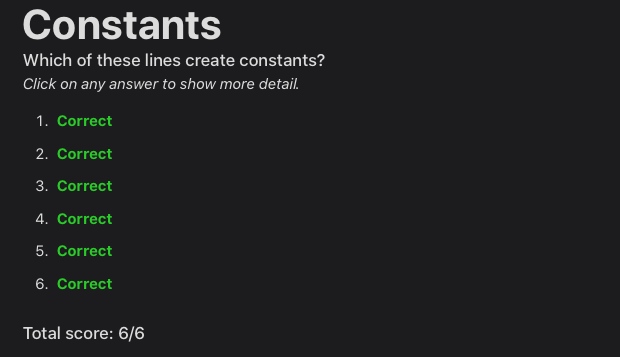 Constants
Which of these lines create constants?
Click on any answer to show more detail.
1. Correct
2. Correct
3. Correct
4. Correct
5. Correct
6. Correct
Total score: 6/6